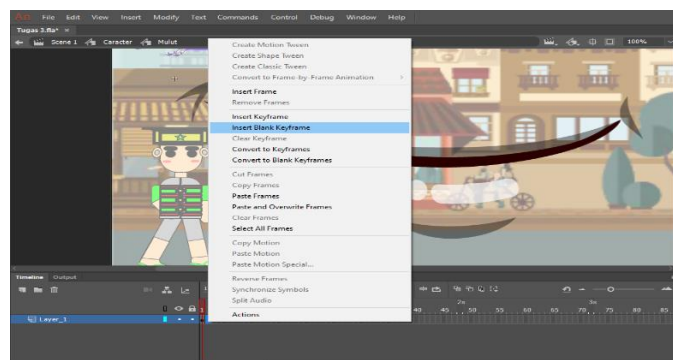 An File Edit View Insert Modify Text Commands Control Debug Window Help
Tugas 3.fla* ×
Scene 1 Caracter Mulut 100%
Create Motion Tween
Create Shape Tween
Create Classic Tween
Convert to Frame-by-Frame Animation
Insert Frame
Remove Frames
Insert Keyframe
Insert Blank Keyframe
Clear Keyframe
Convert to Keyframes
Convert to Blank Keyframes
Cut Frames
Copy Frames
Paste Frames
Paste and Overwrite Frames
Clear Frames
Select All Frames
Copy Motion
Paste Motion
Paste Motion Special...
Reverse Frames
Synchronize Symbols
Split Audio
Actions
Timeline Output
2s 3s
1 40 45 50 55 60 65 70 75 80 85
Layer_1